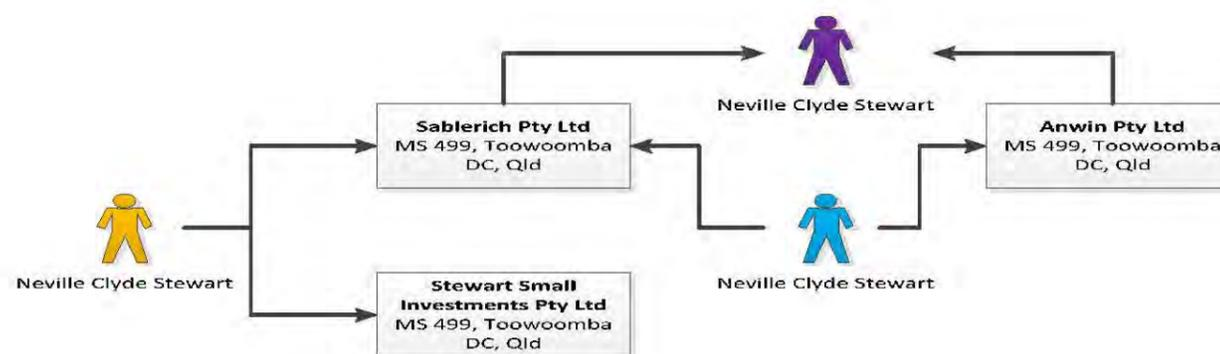 Neville Clyde Stewart
Sablerich Pty Ltd
MS 499, Toowoomba
DC, Qld
Anwin Pty Ltd
MS 499, Toowoomba
DC, Qld
Neville Clyde Stewart
Neville Clyde Stewart
Stewart Small
Investments Pty Ltd
MS 499, Toowoomba
DC, Qld